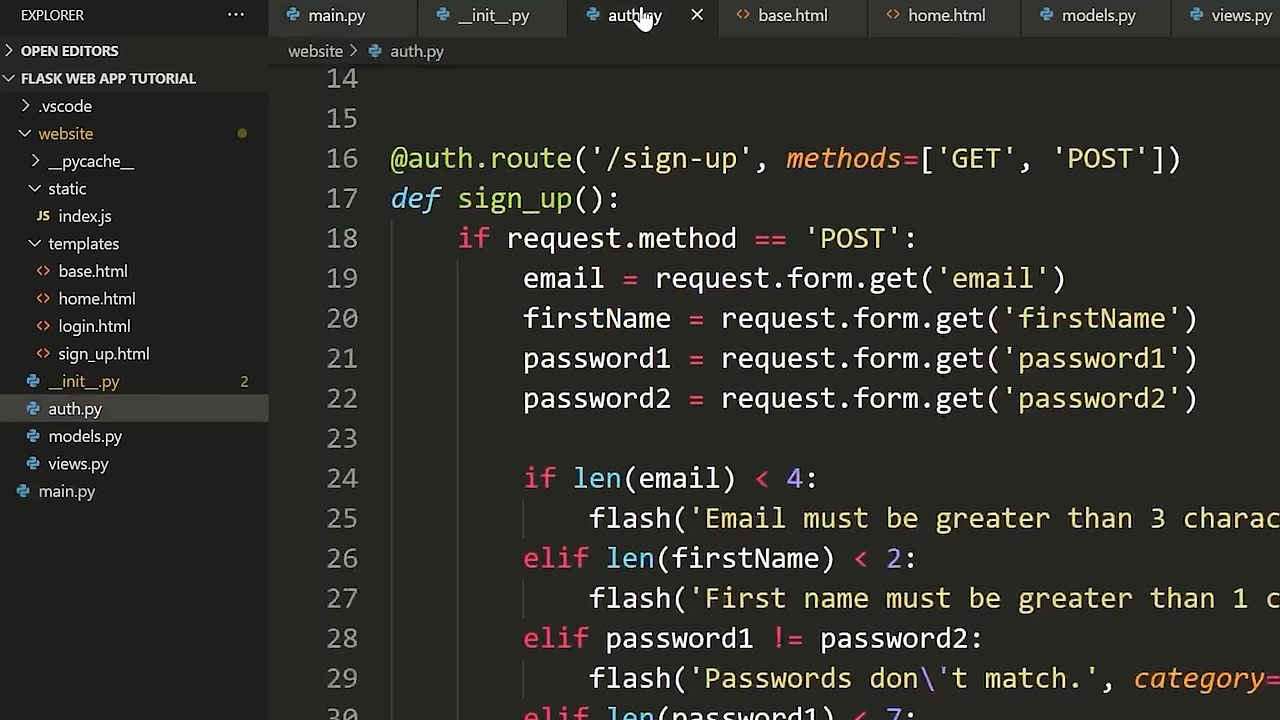 EXPLORER ...
OPEN EDITORS
FLASK WEB APP TUTORIAL
.vscode
website
__pycache__
static
JS index.js
templates
base.html
home.html
login.html
sign_up.html
__init__.py 2
auth.py
models.py
views.py
main.py
main.py __init__.py auth.py base.html home.html models.py views.py
website > auth.py
14
15
16 @auth.route('/sign-up', methods=['GET', 'POST'])
17 def sign_up():
18 if request.method == 'POST':
19 email = request.form.get('email')
20 firstName = request.form.get('firstName')
21 password1 = request.form.get('password1')
22 password2 = request.form.get('password2')
23
24 if len(email) < 4:
25 flash('Email must be greater than 3 charac
26 elif len(firstName) < 2:
27 flash('First name must be greater than 1 c
28 elif password1 != password2:
29 flash('Passwords don\'t match.', category=
30 elif len(password1) < 7: